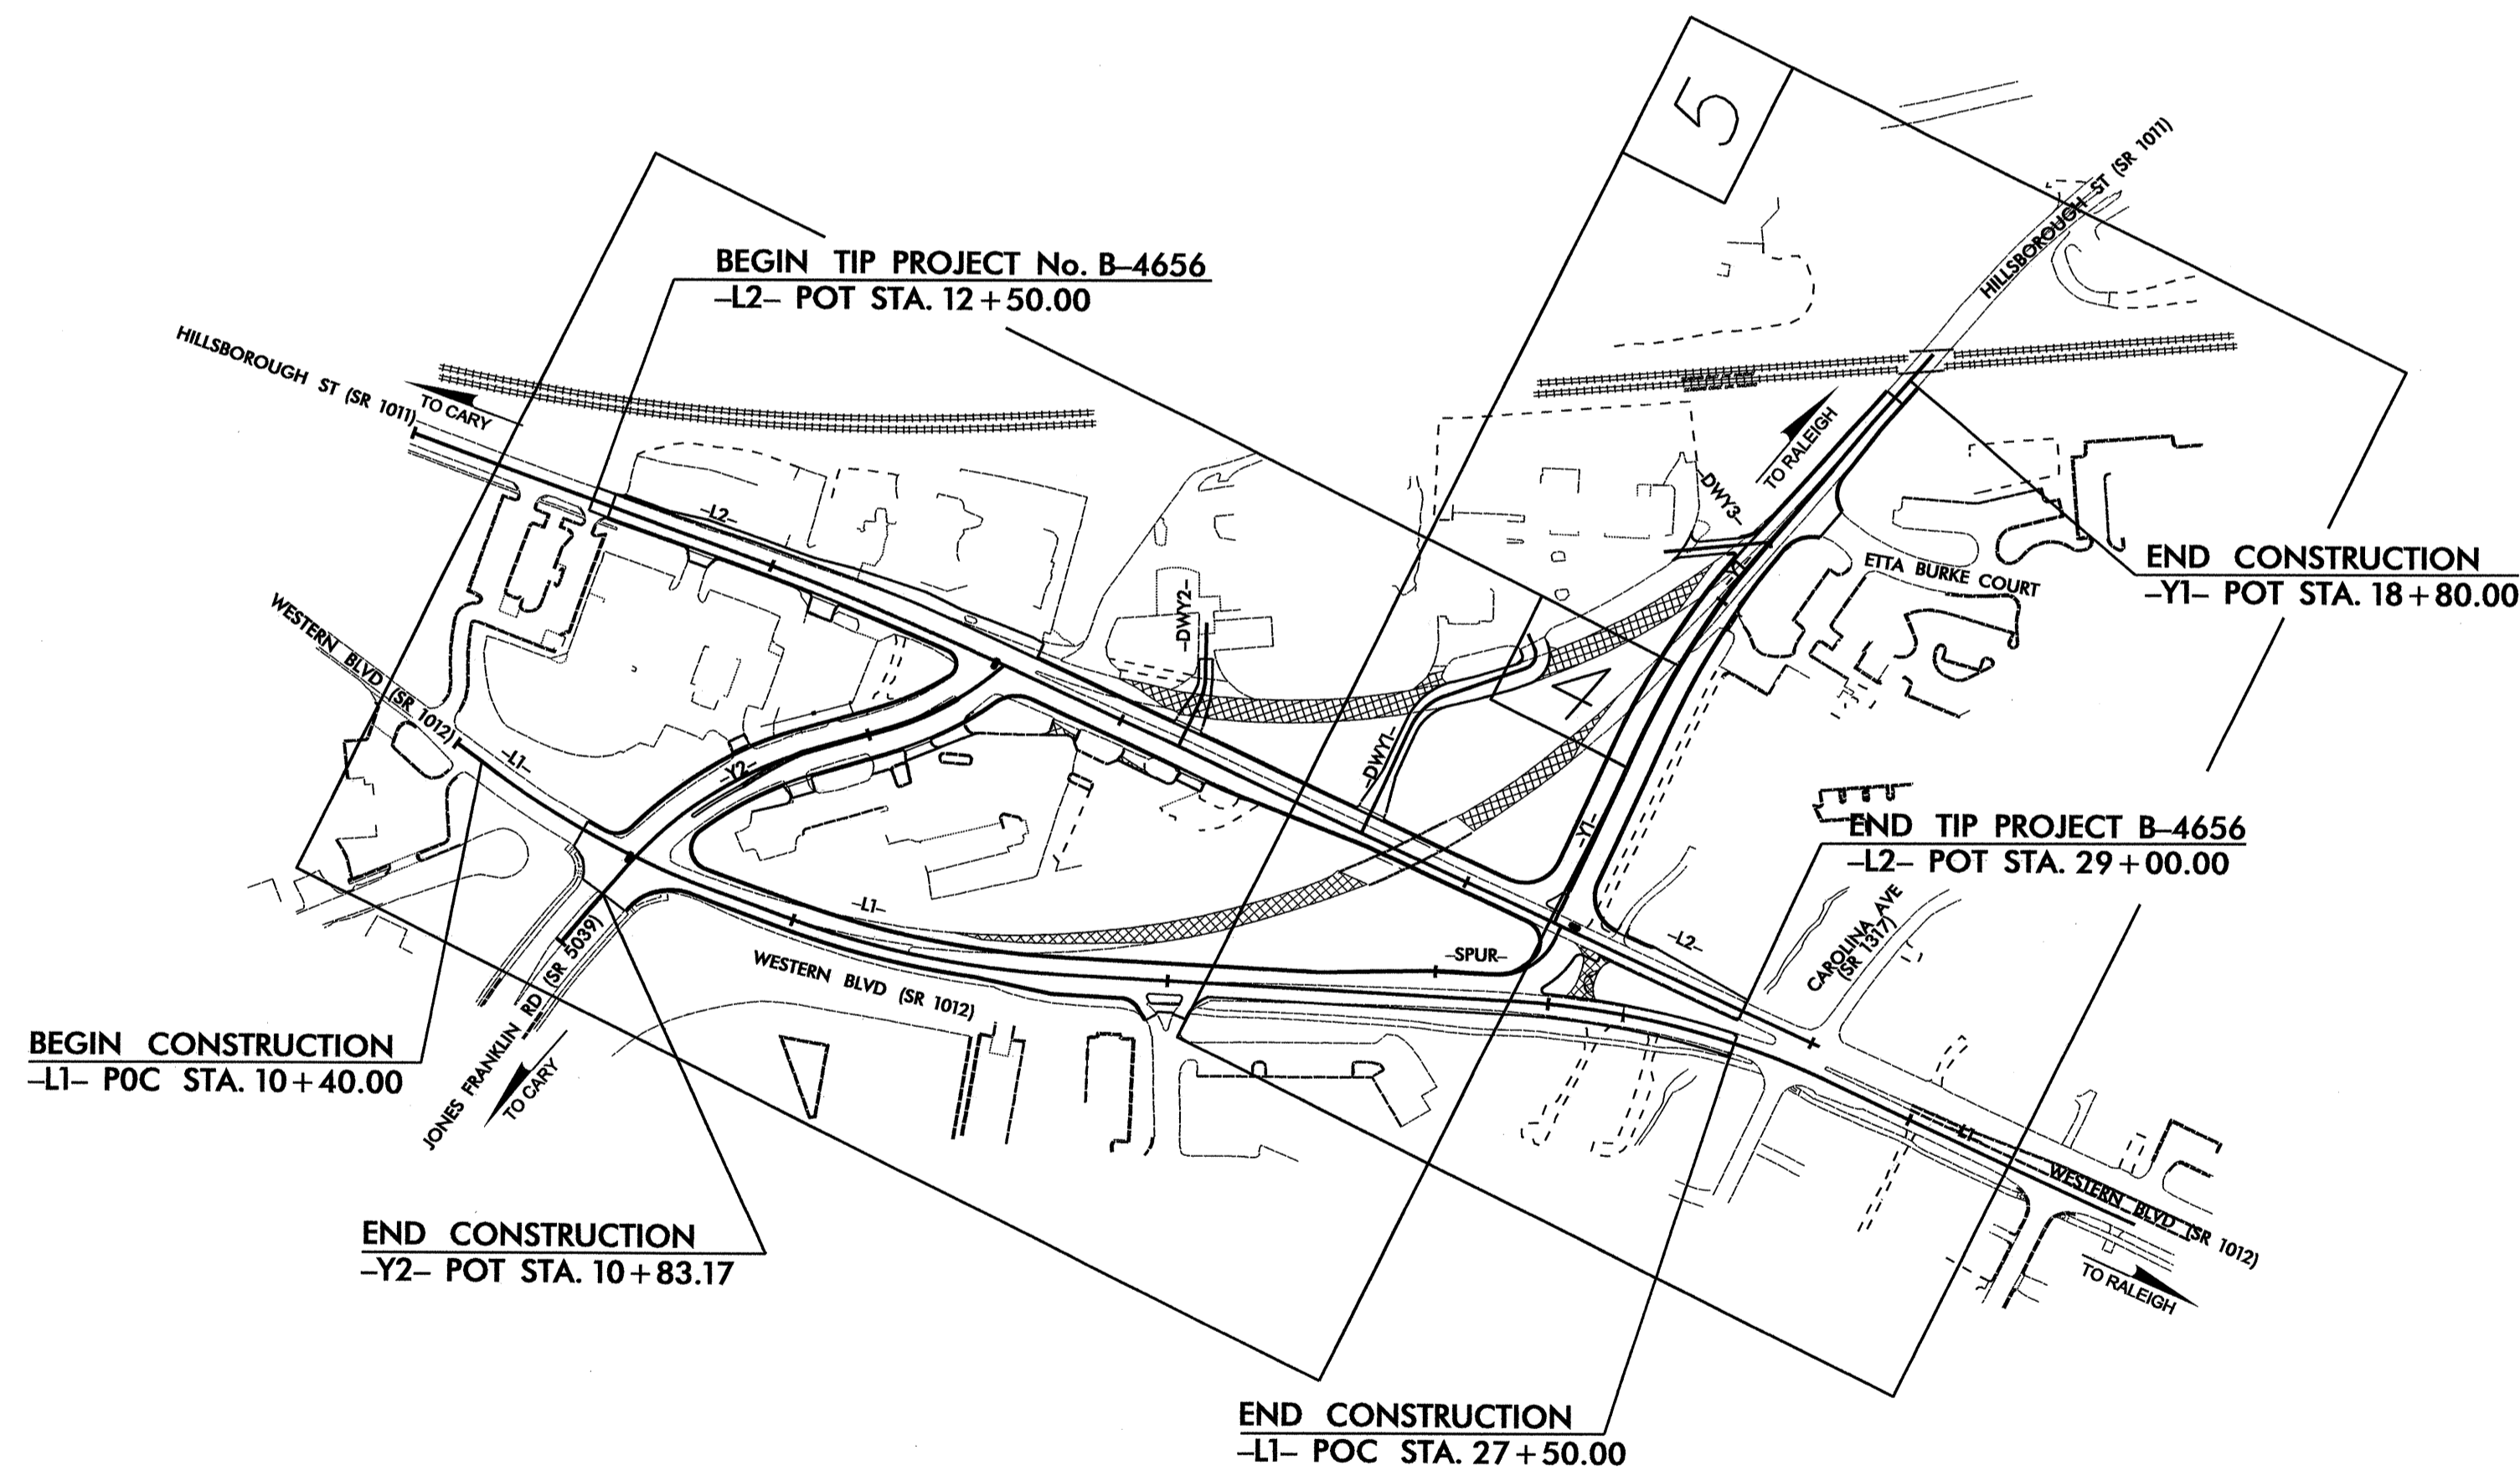 5
HILLSBOROUGH ST (SR 1011)
BEGIN TIP PROJECT No. B–4656
–L2– POT STA. 12+50.00
HILLSBOROUGH ST (SR 1011)
TO CARY
TO RALEIGH
–DWY3–
–L2–
END CONSTRUCTION
–Y1– POT STA. 18+80.00
ETTA BURKE COURT
–DWY2–
WESTERN BLVD (SR 1012)
4
–L1–
–Y2–
–DWY1–
–Y1–
END TIP PROJECT B–4656
–L2– POT STA. 29+00.00
–L1–
–L2–
CAROLINA AVE
(SR 1317)
–SPUR–
WESTERN BLVD (SR 1012)
JONES FRANKLIN RD (SR 5039)
TO CARY
BEGIN CONSTRUCTION
–L1– POC STA. 10+40.00
–L1–
WESTERN BLVD (SR 1012)
TO RALEIGH
END CONSTRUCTION
–Y2– POT STA. 10+83.17
END CONSTRUCTION
–L1– POC STA. 27+50.00